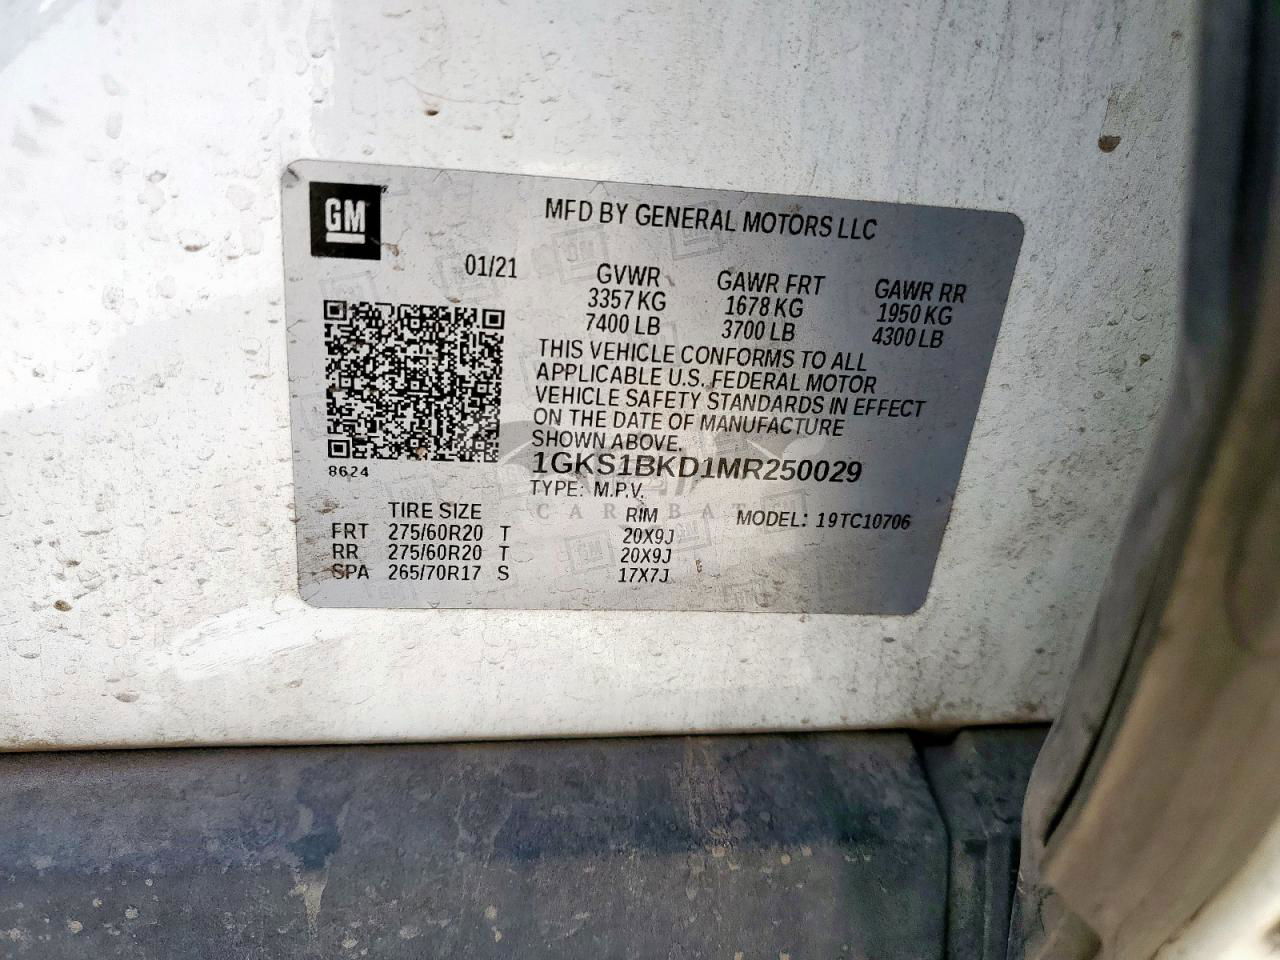 GM
MFD BY GENERAL MOTORS LLC
01/21
GVWR GAWR FRT GAWR RR
3357 KG 1678 KG 1950 KG
7400 LB 3700 LB 4300 LB
THIS VEHICLE CONFORMS TO ALL
APPLICABLE U.S. FEDERAL MOTOR
VEHICLE SAFETY STANDARDS IN EFFECT
ON THE DATE OF MANUFACTURE
SHOWN ABOVE.
8624
1GKS1BKD1MR250029
TYPE: M.P.V.
TIRE SIZE RIM MODEL: 19TC10706
FRT 275/60R20 T 20X9J
RR 275/60R20 T 20X9J
SPA 265/70R17 S 17X7J